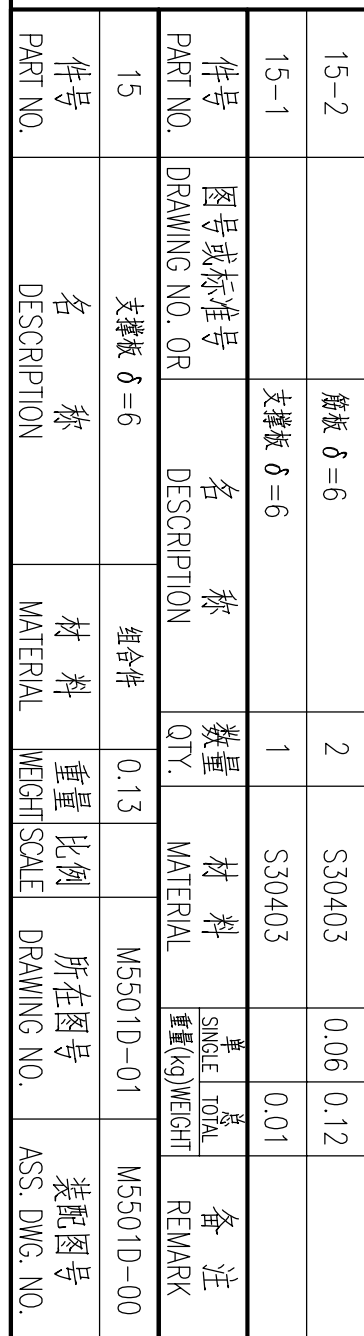 15-2 筋板 δ=6 2 S30403 0.06 0.12
15-1 支撑板 δ=6 1 S30403 0.01
件号 图号或标准号 名 称 数量 材 料 单 总 备 注
PART NO. DRAWING NO. OR DESCRIPTION QTY. MATERIAL SINGLE TOTAL REMARK
重量(kg)WEIGHT
15 支撑板 δ=6 组合件 0.13 M5501D-01 M5501D-00
件号 名 称 材 料 重量 比例 所在图号 装配图号
PART NO. DESCRIPTION MATERIAL WEIGHT SCALE DRAWING NO. ASS. DWG. NO.